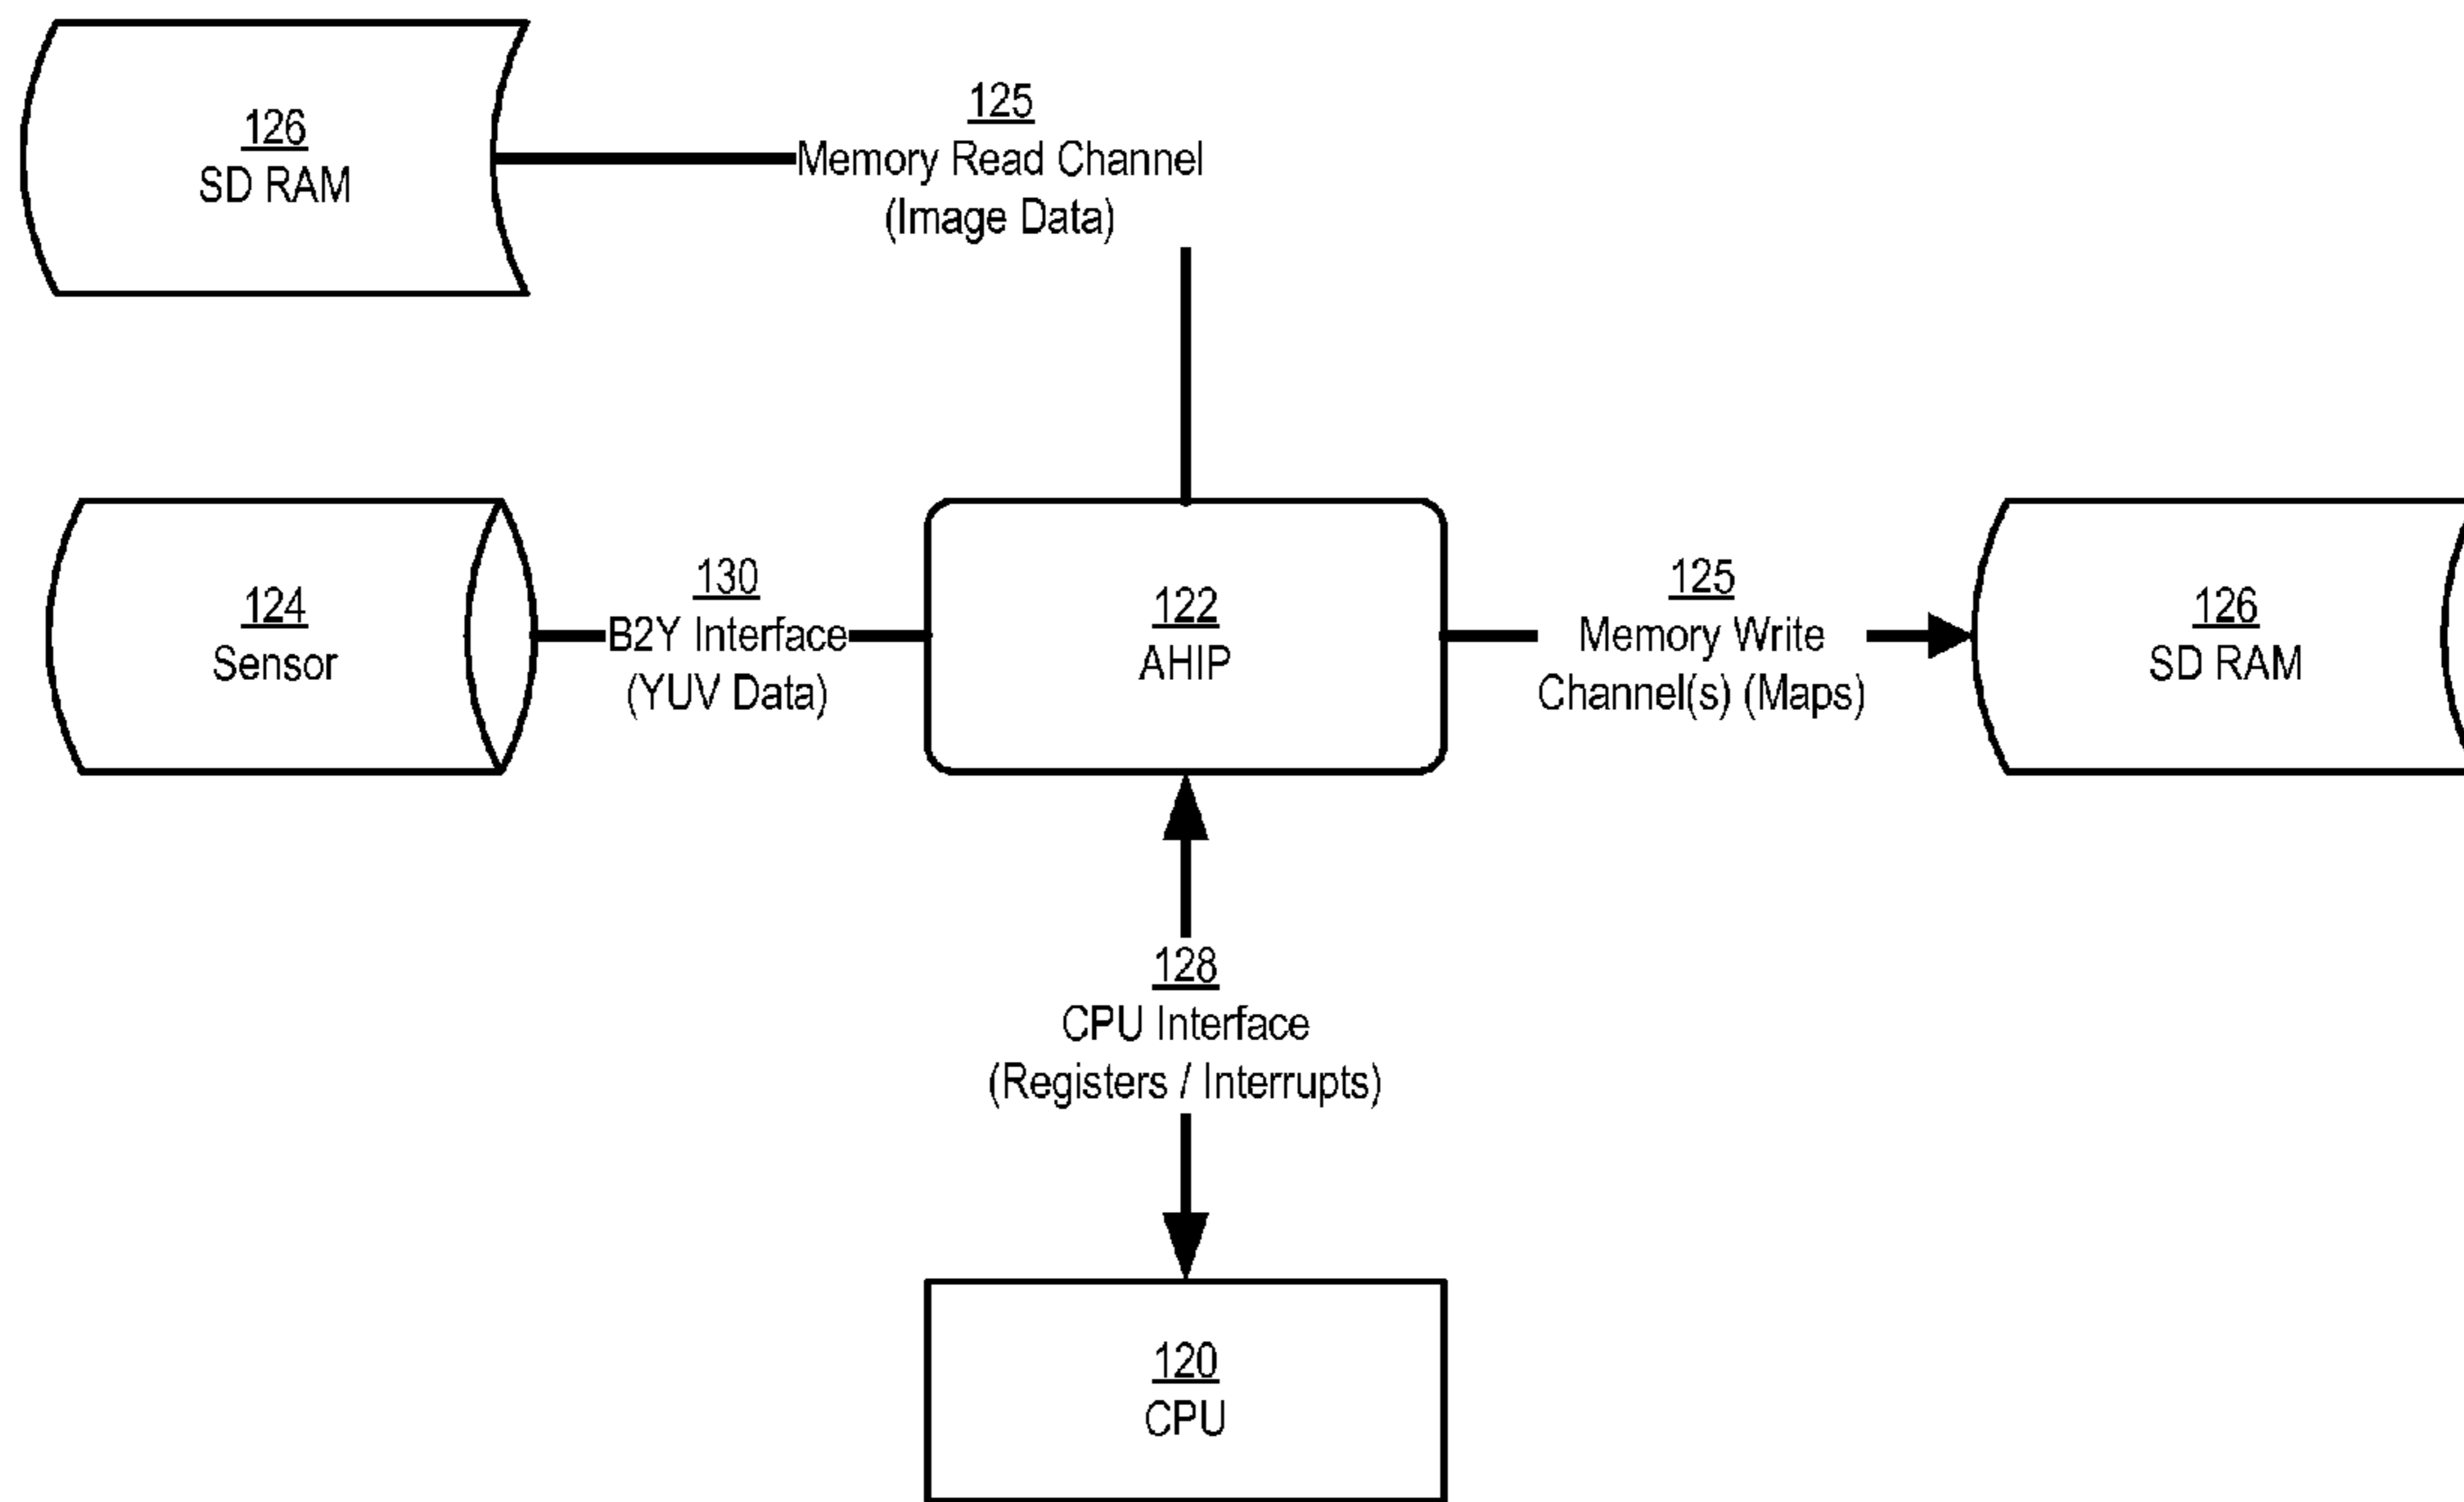 126
SD RAM
125
Memory Read Channel
(Image Data)
124
Sensor
130
B2Y Interface
(YUV Data)
122
AHIP
125
Memory Write
Channel(s) (Maps)
126
SD RAM
128
CPU Interface
(Registers / Interrupts)
120
CPU